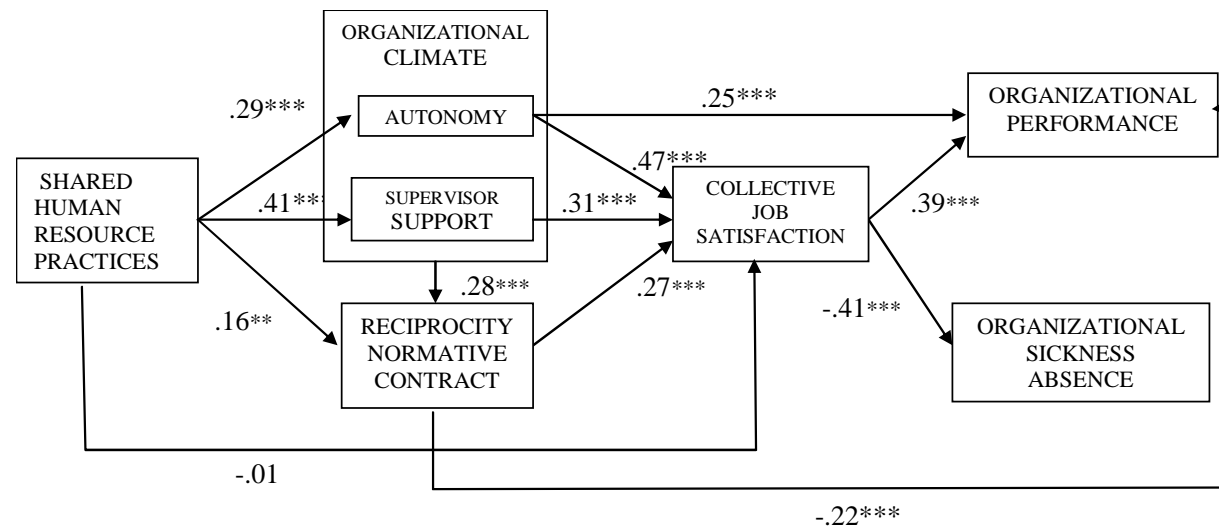 ORGANIZATIONAL
CLIMATE
.29***
AUTONOMY
.25***
ORGANIZATIONAL
PERFORMANCE
.47***
SHARED
HUMAN
RESOURCE
PRACTICES
.41***
SUPERVISOR
SUPPORT
.31***
COLLECTIVE
JOB
SATISFACTION
.39***
.28***
.27***
.16**
RECIPROCITY
NORMATIVE
CONTRACT
-.41***
ORGANIZATIONAL
SICKNESS
ABSENCE
-.01
-.22***